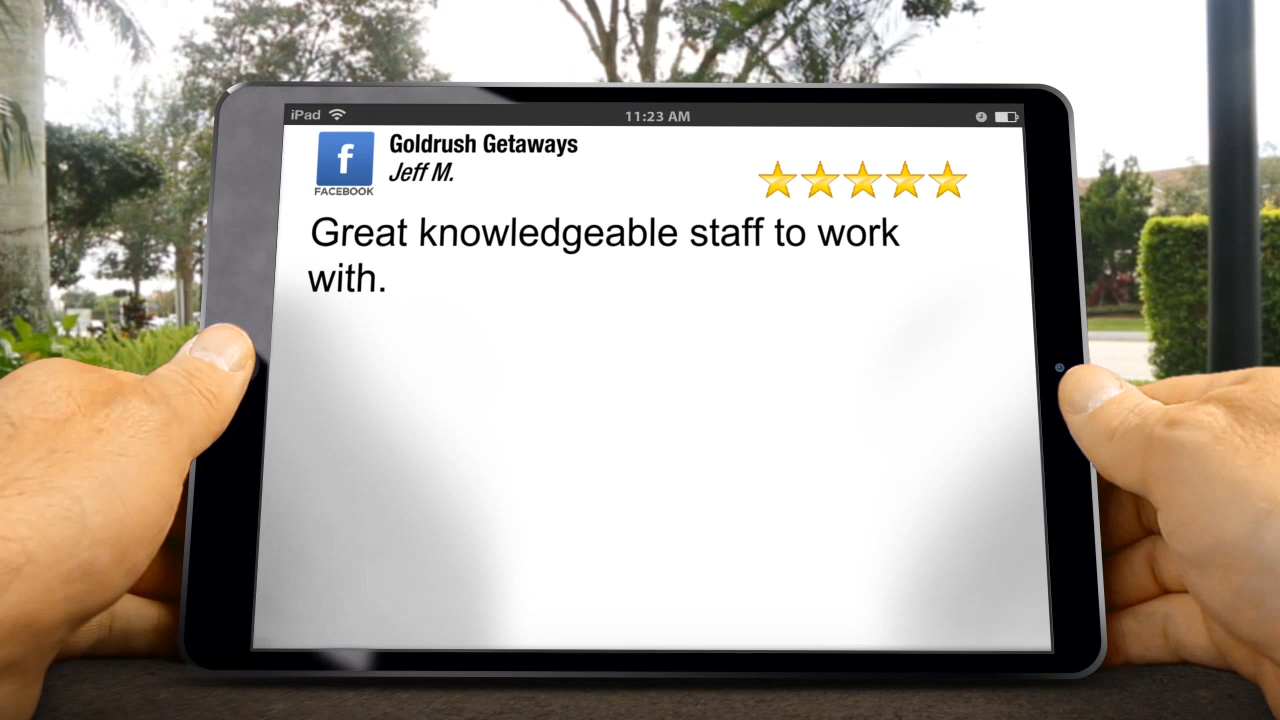 iPad
11:23 AM
f
FACEBOOK
Goldrush Getaways
Jeff M.
Great knowledgeable staff to work
with.